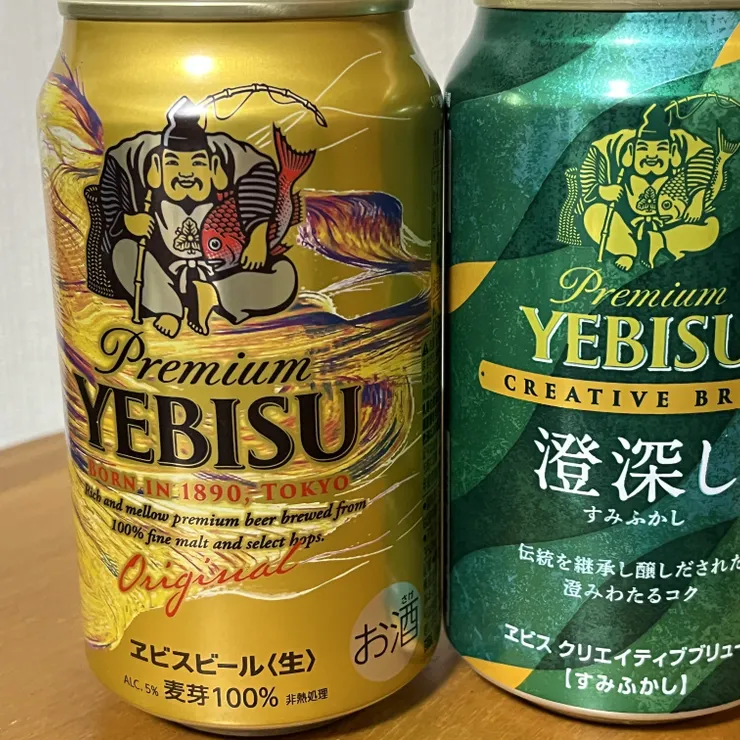 Premium
YEBISU
BORN IN 1890, TOKYO
Rich and mellow premium beer brewed from
100% fine malt and select hops.
Original
さけ
お酒
ヱビスビール〈生〉
ALC. 5% 麦芽100% 非熱処理
Premium
YEBISU
CREATIVE BR
澄深し
すみふかし
伝統を継承し醸しだされた
澄みわたるコク
ヱビス クリエイティブブリュー
【すみふかし】